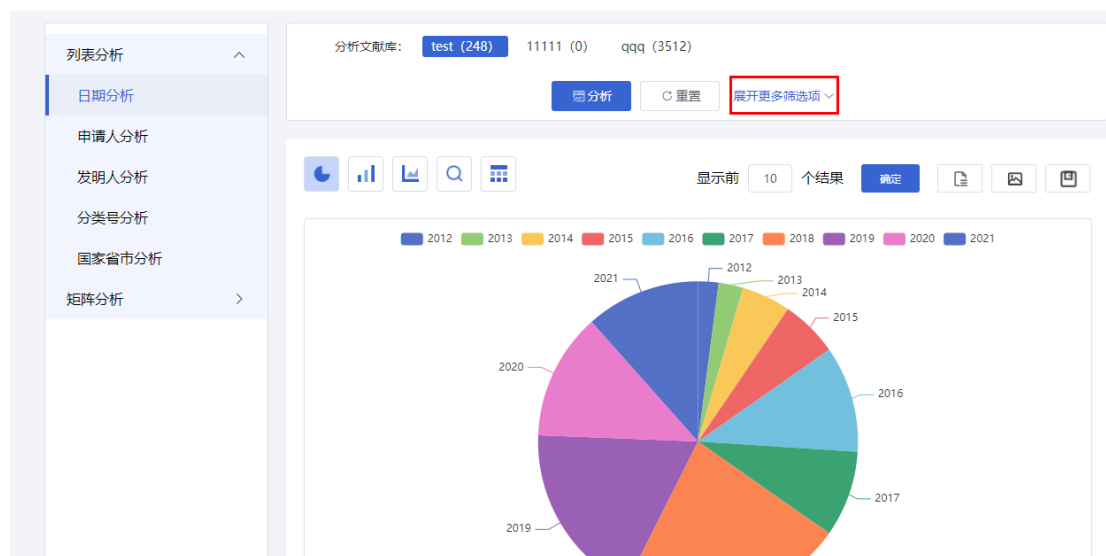 列表分析
日期分析
申请人分析
发明人分析
分类号分析
国家省市分析
矩阵分析
分析文献库： test（248） 11111（0） qqq（3512）
分析 重置 展开更多筛选项
显示前 10 个结果 确定
2012 2013 2014 2015 2016 2017 2018 2019 2020 2021
2012
2021
2013
2014
2015
2020
2016
2017
2019